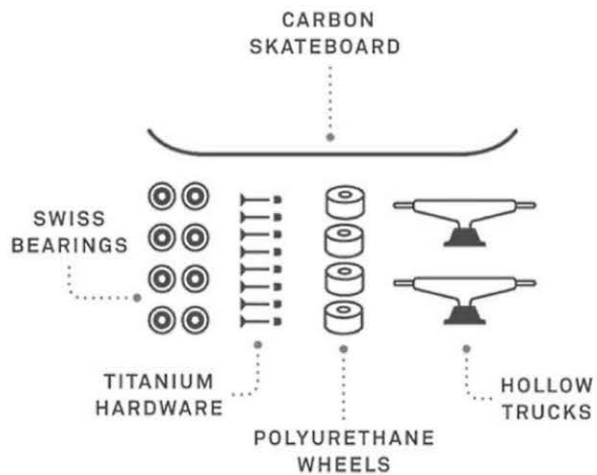 CARBON
SKATEBOARD
SWISS
BEARINGS
TITANIUM
HARDWARE
POLYURETHANE
WHEELS
HOLLOW
TRUCKS